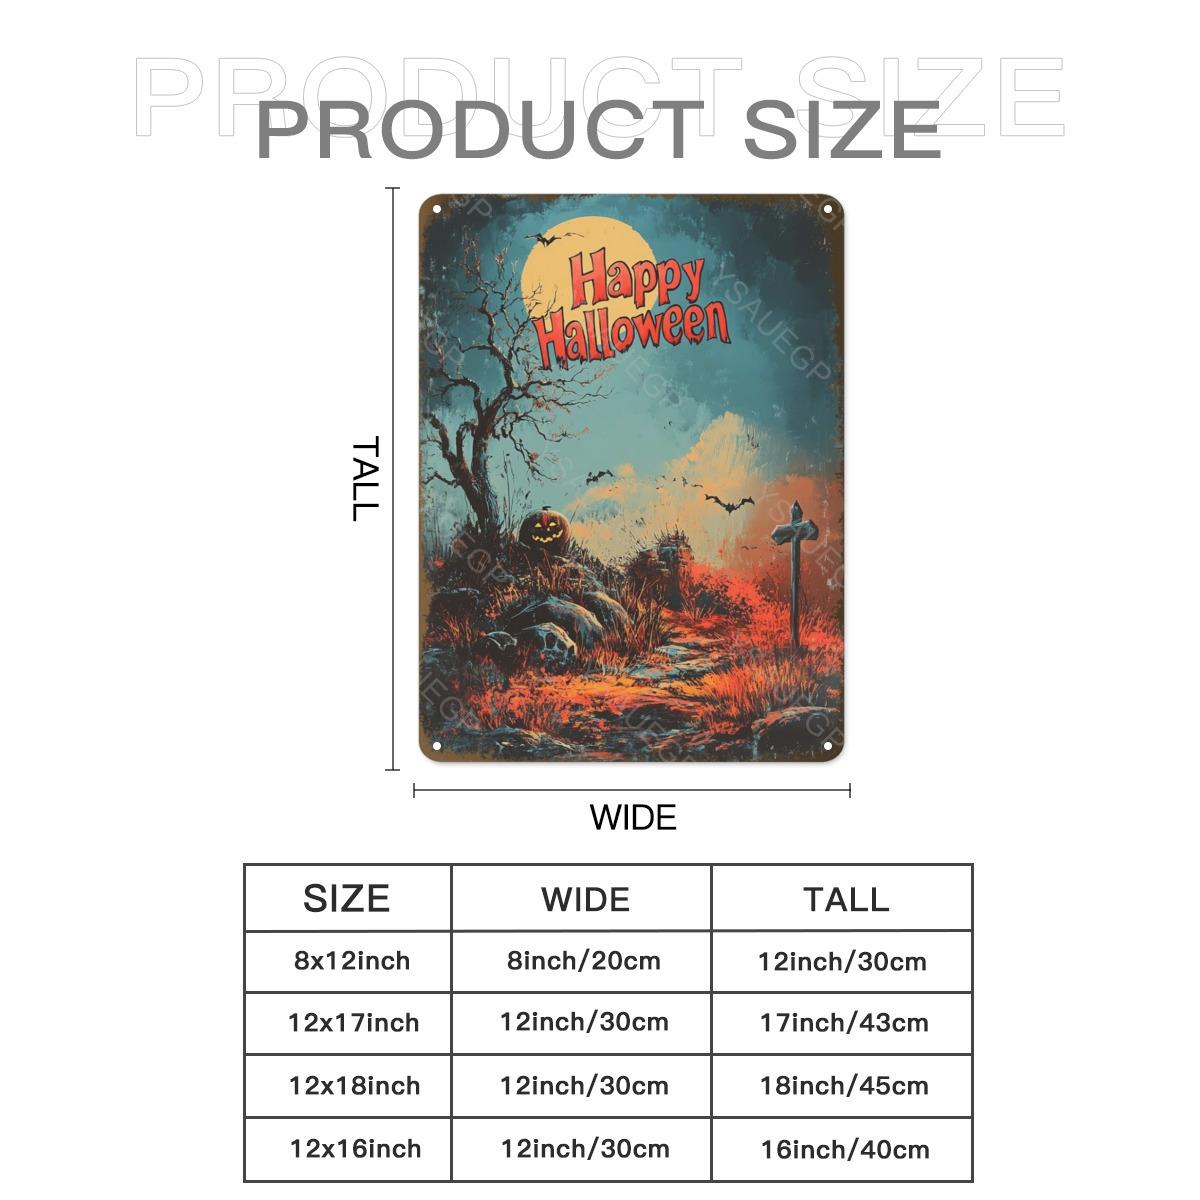 PRODUCT SIZE
PRODUCT SIZE
Happy
Halloween
YSAUEGP
TALL
WIDE
SIZE WIDE TALL
8x12inch 8inch/20cm 12inch/30cm
12x17inch 12inch/30cm 17inch/43cm
12x18inch 12inch/30cm 18inch/45cm
12x16inch 12inch/30cm 16inch/40cm